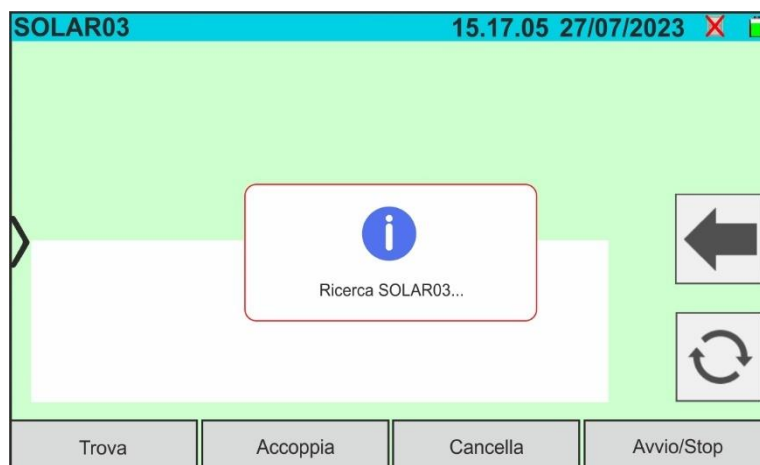 SOLAR03 15.17.05 27/07/2023
Ricerca SOLAR03...
Trova Accoppia Cancella Avvio/Stop